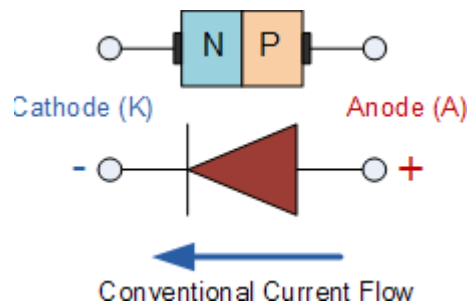 N P
Cathode (K) Anode (A)
- +
Conventional Current Flow